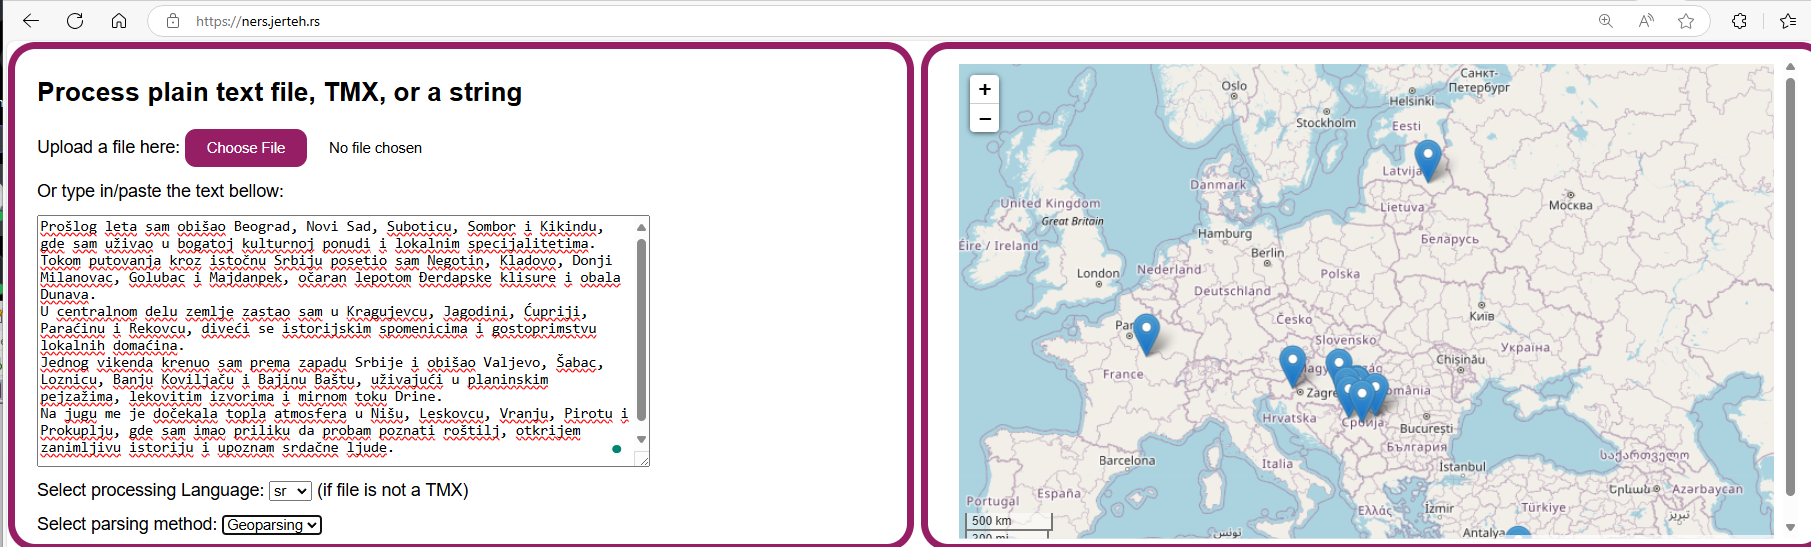 https://ners.jerteh.rs
Process plain text file, TMX, or a string
Upload a file here: Choose File No file chosen
Or type in/paste the text bellow:
Prošlog leta sam obišao Beograd, Novi Sad, Suboticu, Sombor i Kikindu,
gde sam uživao u bogatoj kulturnoj ponudi i lokalnim specijalitetima.
Tokom putovanja kroz istočnu Srbiju posetio sam Negotin, Kladovo, Donji
Milanovac, Golubac i Majdanpek, očaran lepotom Đerdapske klisure i obala
Dunava.
U centralnom delu zemlje zastao sam u Kragujevcu, Jagodini, Ćupriji,
Paraćinu i Rekovcu, diveći se istorijskim spomenicima i gostoprimstvu
lokalnih domaćina.
Jednog vikenda krenuo sam prema zapadu Srbije i obišao Valjevo, Šabac,
Loznicu, Banju Koviljaču i Bajinu Baštu, uživajući u planinskim
pejzažima, lekovitim izvorima i mirnom toku Drine.
Na jugu me je dočekala topla atmosfera u Nišu, Leskovcu, Vranju, Pirotu i
Prokuplju, gde sam imao priliku da probam poznati roštilj, otkrijem
zanimljivu istoriju i upoznam srdačne ljude.
Select processing Language: sr (if file is not a TMX)
Select parsing method: Geoparsing
+
−
Oslo
Санкт-
Петербург
Helsinki
Stockholm
Eesti
Latvija
Danmark
Москва
United Kingdom
Great Britain
Lietuva
Hamburg
Беларусь
Éire / Ireland
Berlin
London
Nederland
Polska
Deutschland
Київ
Česko
Україна
Slovensko
Chișinău
France
Magyarország
Zagreb
România
Hrvatska
Србија
București
България
Barcelona
Italia
İstanbul
საქართველო
Portugal
España
Երևան
Azərbaycan
Ελλάς
İzmir
Türkiye
500 km
تونس
Antalya
تبریز
300 mi